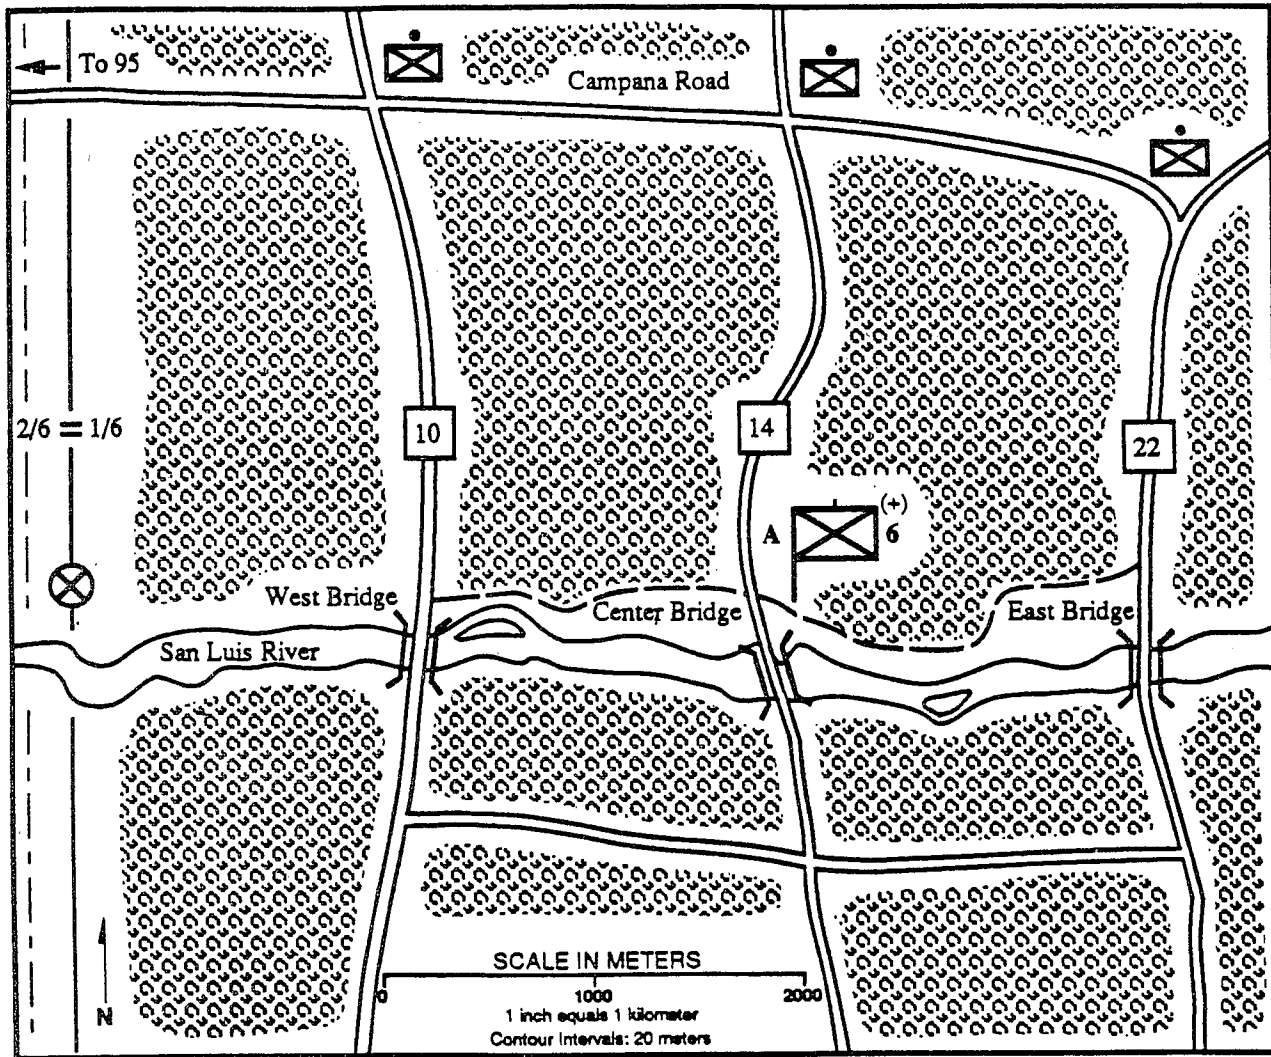 To 95
Campana Road
2/6 = 1/6
10
14
22
(+)
A
6
West Bridge
Center Bridge
East Bridge
San Luis River
N
SCALE IN METERS
0 1000 2000
1 inch equals 1 kilometer
Contour Intervals: 20 meters